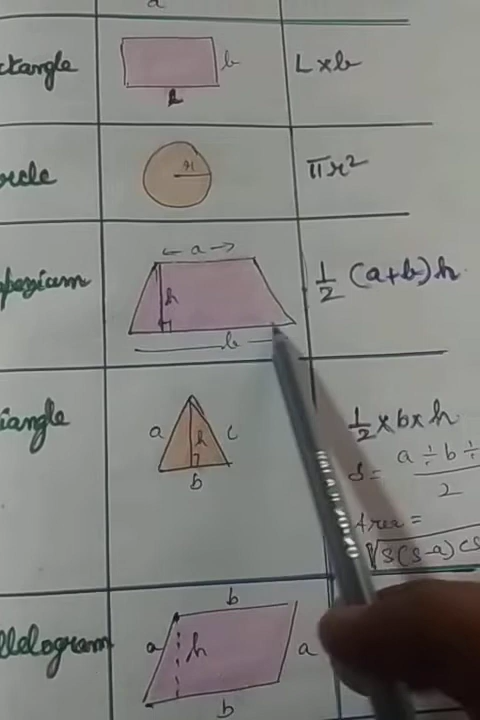 a
ctangle
b
L
L x b
rcle
r
πr²
← a →
pezium
h
b
1/2 (a+b) h
iangle
a
h
c
b
1/2 x b x h
S = a ÷ b ÷
2
Area =
√S(S-a)(S
b
llelogram
a
h
a
b